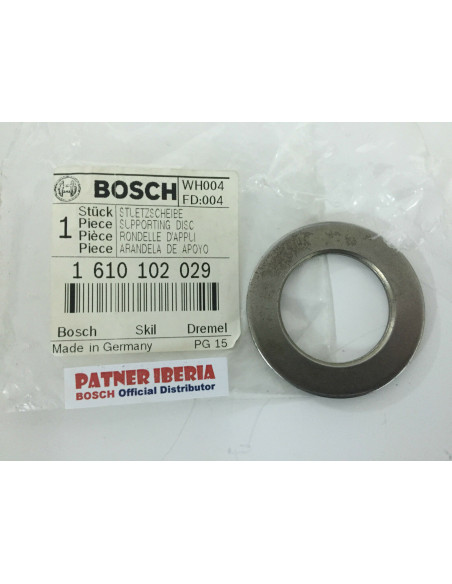 BOSCH
WH004
FD:004
1 Stück STLETZSCHEIBE
Piece SUPPORTING DISC
Pièce RONDELLE D'APPUI
Piece ARANDELA DE APOYO
1 610 102 029
Bosch Skil Dremel
Made in Germany PG 15
PATNER IBERIA
BOSCH Official Distributor